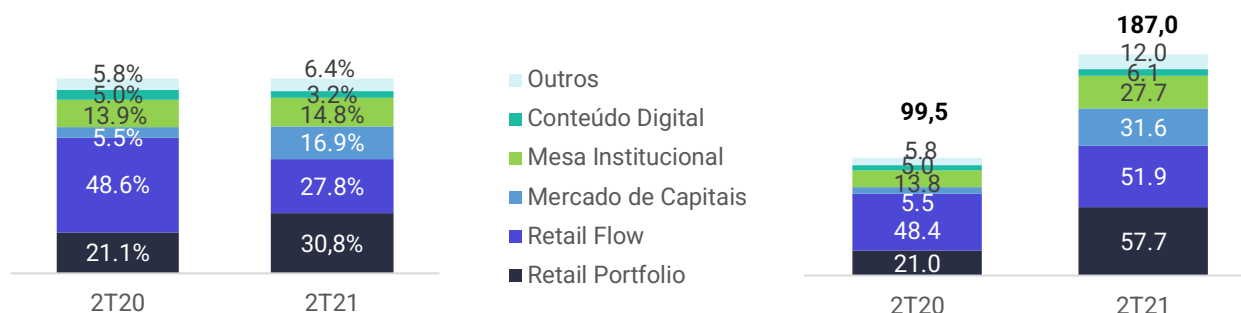 5.8%
5.0%
13.9%
5.5%
48.6%
21.1%
2T20
6.4%
3.2%
14.8%
16.9%
27.8%
30,8%
2T21
Outros
Conteúdo Digital
Mesa Institucional
Mercado de Capitais
Retail Flow
Retail Portfolio
99,5
5.8
5.0
13.8
5.5
48.4
21.0
2T20
187,0
12.0
6.1
27.7
31.6
51.9
57.7
2T21